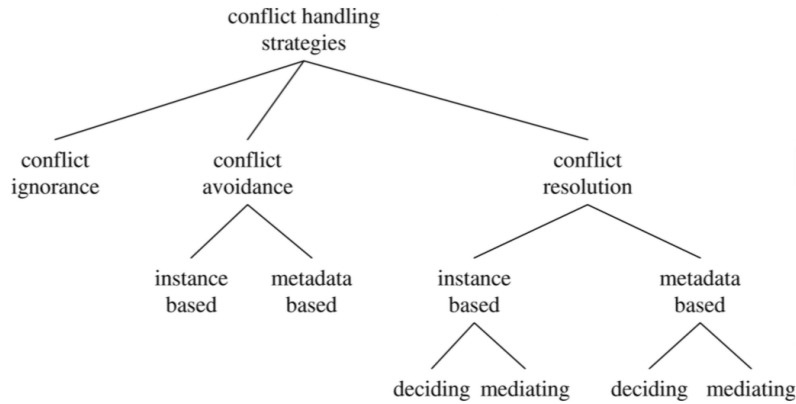 conflict handling
strategies
conflict
ignorance
conflict
avoidance
conflict
resolution
instance
based
metadata
based
instance
based
metadata
based
deciding
mediating
deciding
mediating